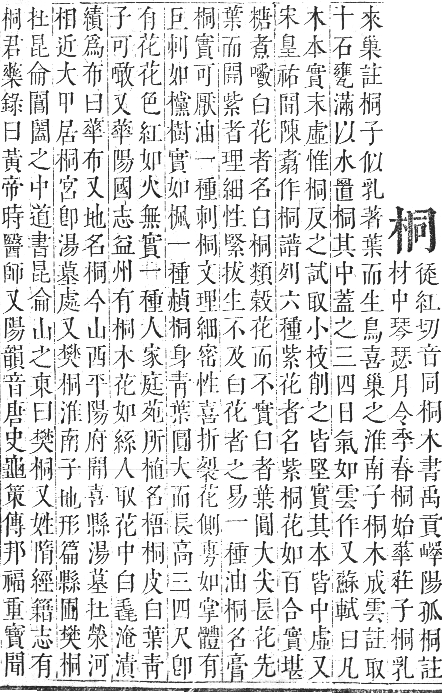 桐
徒紅切音同桐木書禹貢嶧陽孤桐註
材中琴瑟月令季春桐始華莊子桐乳
來巢註桐子似乳著葉而生鳥喜巢之淮南子桐木成雲註取
十石甕滿以水置桐其中蓋之三四日氣如雲作又蘇軾曰凡
木本實末虛惟桐反之試取小枝削之皆堅實其本皆中虛又
宋皇祐間陳翥作桐譜列六種紫花者名紫桐花如百合實堪
糖煮噉白花者名白桐類榖花而不實白者葉圓大尖長花先
葉而開紫者理細性緊拔生不及白花者之易一種油桐名膏
桐實可厭油一種刺桐文理細密性喜折裂花側旉如掌體有
巨刺如欓樹實如楓一種赬桐身青葉圓大而長高三四尺卽
有花花色紅如火無實一種人家庭苑所植名梧桐皮白葉青
子可噉又華陽國志益州有桐木花如絲人取花中白毳淹漬
績爲布曰華布又地名桐今山西平陽府聞喜縣湯墓在滎河
相近大甲居桐宮卽湯墓處又樊桐淮南子地形篇縣圃樊桐
在昆侖閶闔之中道書昆侖山之東曰樊桐又姓隋經籍志有
桐君藥錄曰黃帝時醫師又陽韻音唐史龜策傳邦福重寶聞